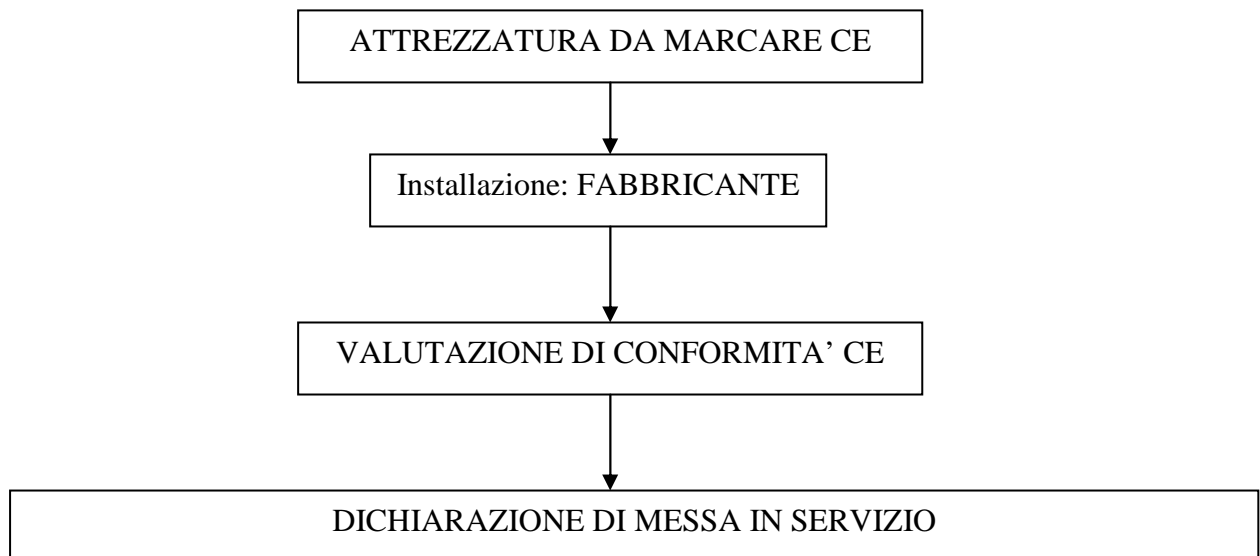 ATTREZZATURA DA MARCARE CE
Installazione: FABBRICANTE
VALUTAZIONE DI CONFORMITA’ CE
DICHIARAZIONE DI MESSA IN SERVIZIO